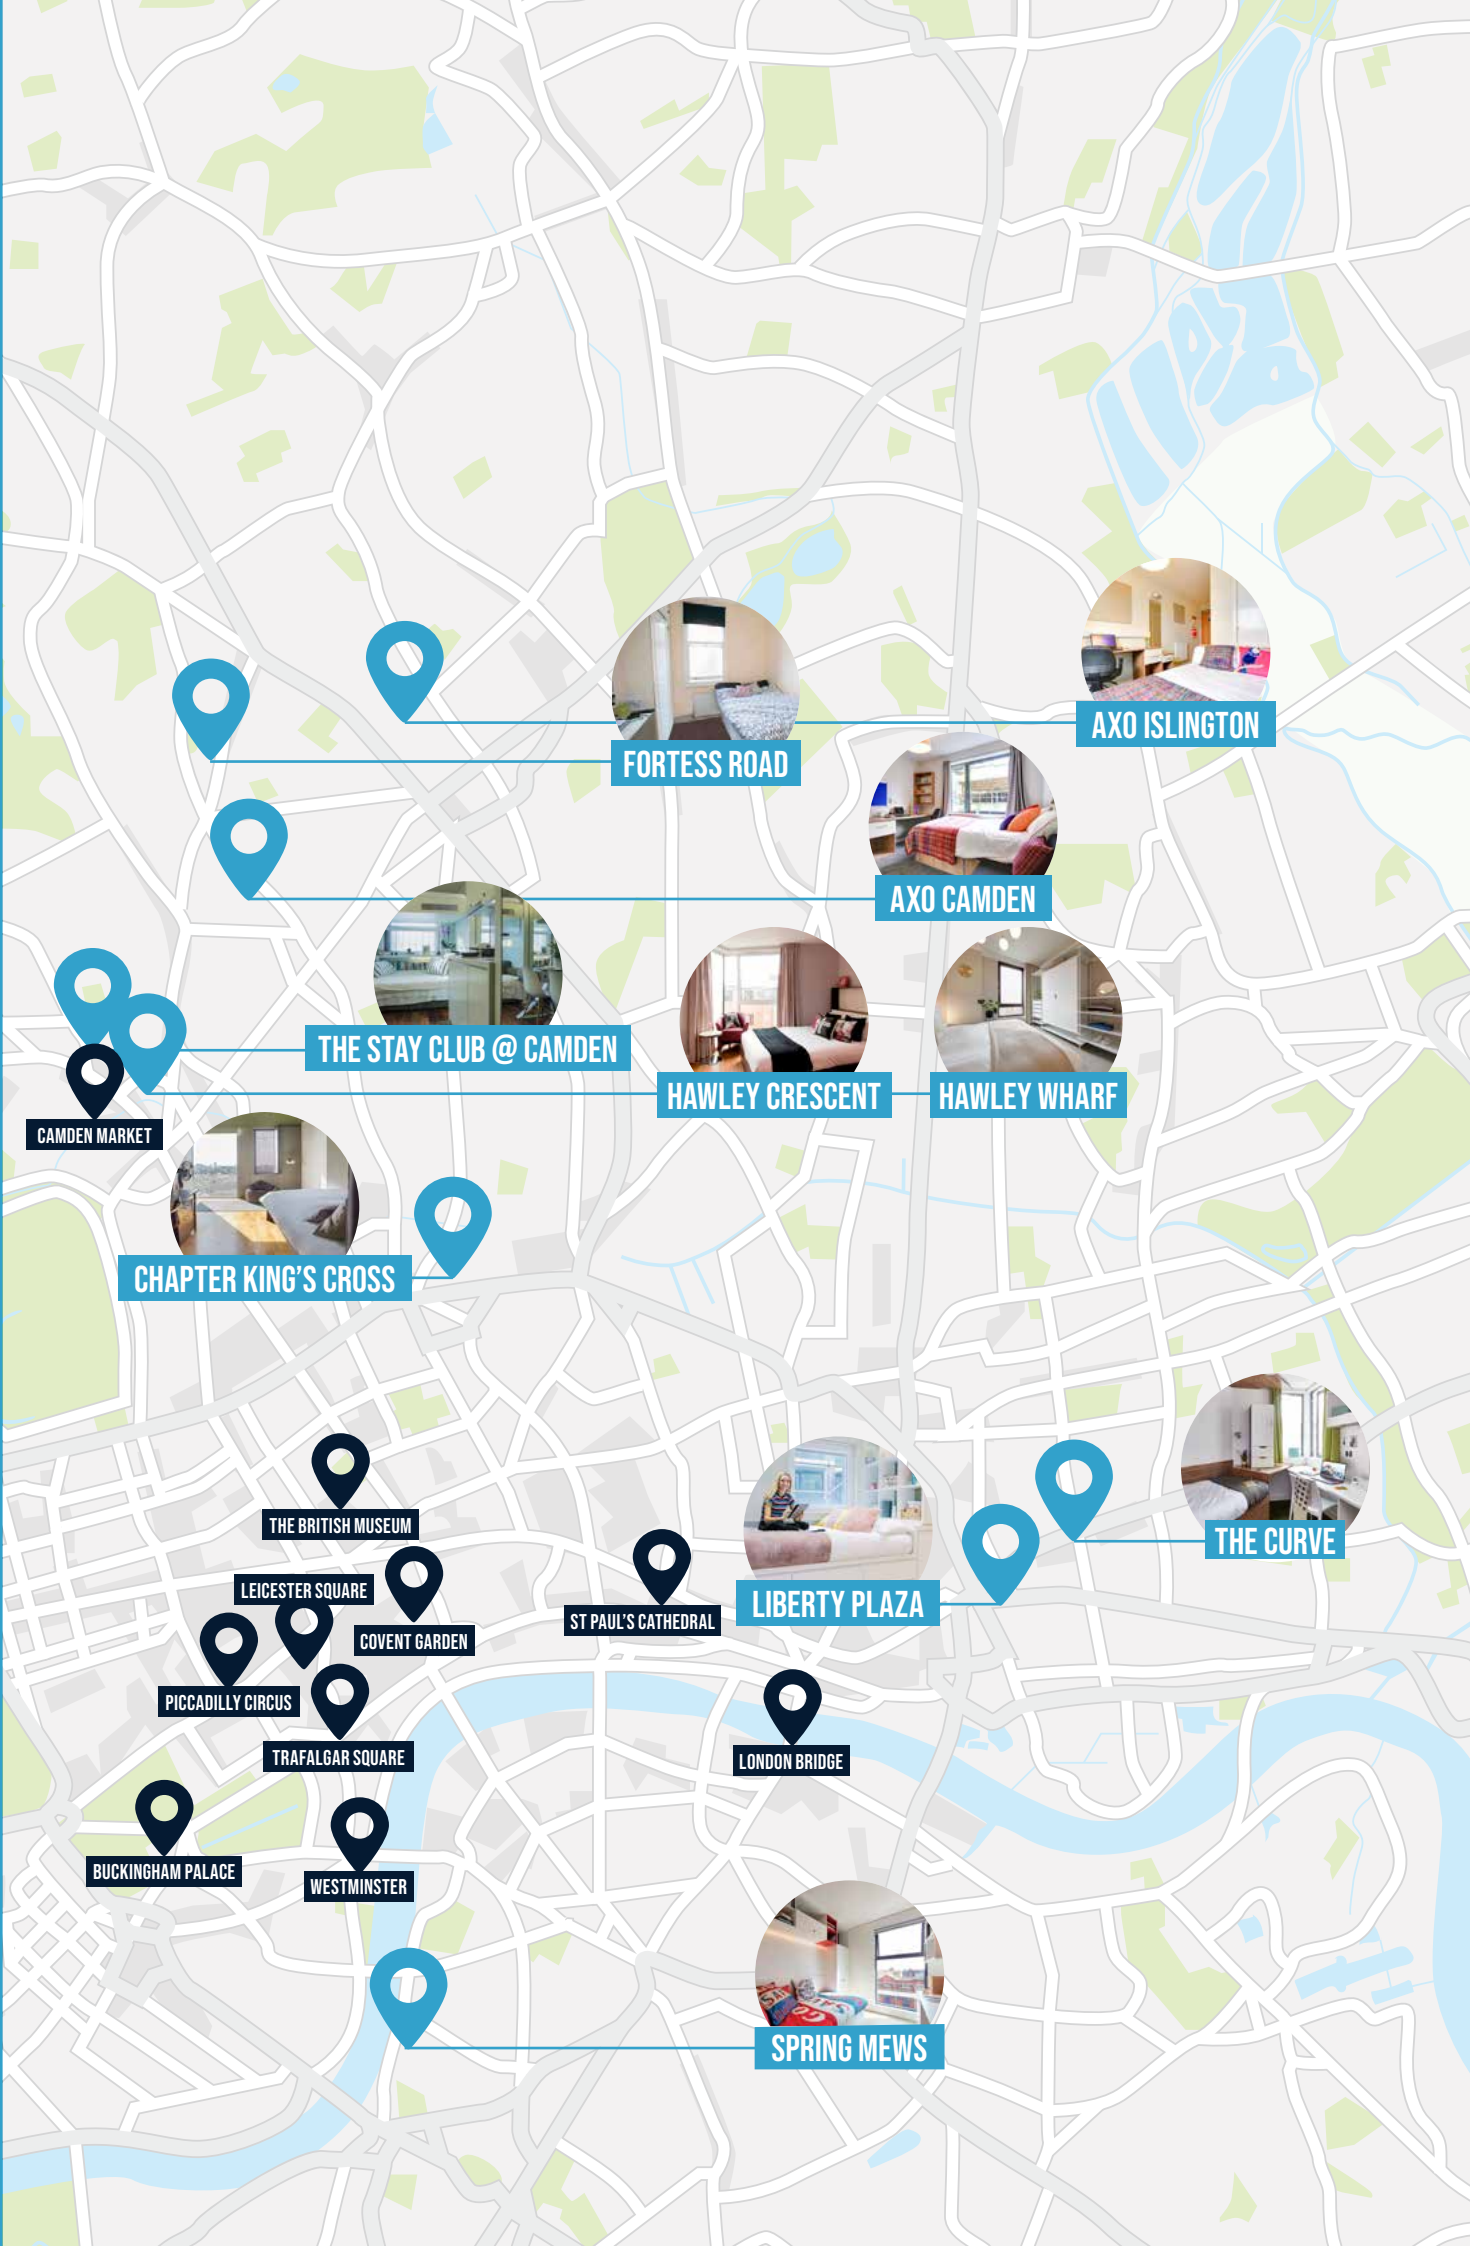 AXO ISLINGTON
FORTESS ROAD
AXO CAMDEN
THE STAY CLUB @ CAMDEN
HAWLEY CRESCENT
HAWLEY WHARF
CAMDEN MARKET
CHAPTER KING'S CROSS
THE BRITISH MUSEUM
THE CURVE
LEICESTER SQUARE
LIBERTY PLAZA
ST PAUL'S CATHEDRAL
COVENT GARDEN
PICCADILLY CIRCUS
TRAFALGAR SQUARE
LONDON BRIDGE
BUCKINGHAM PALACE
WESTMINSTER
SPRING MEWS